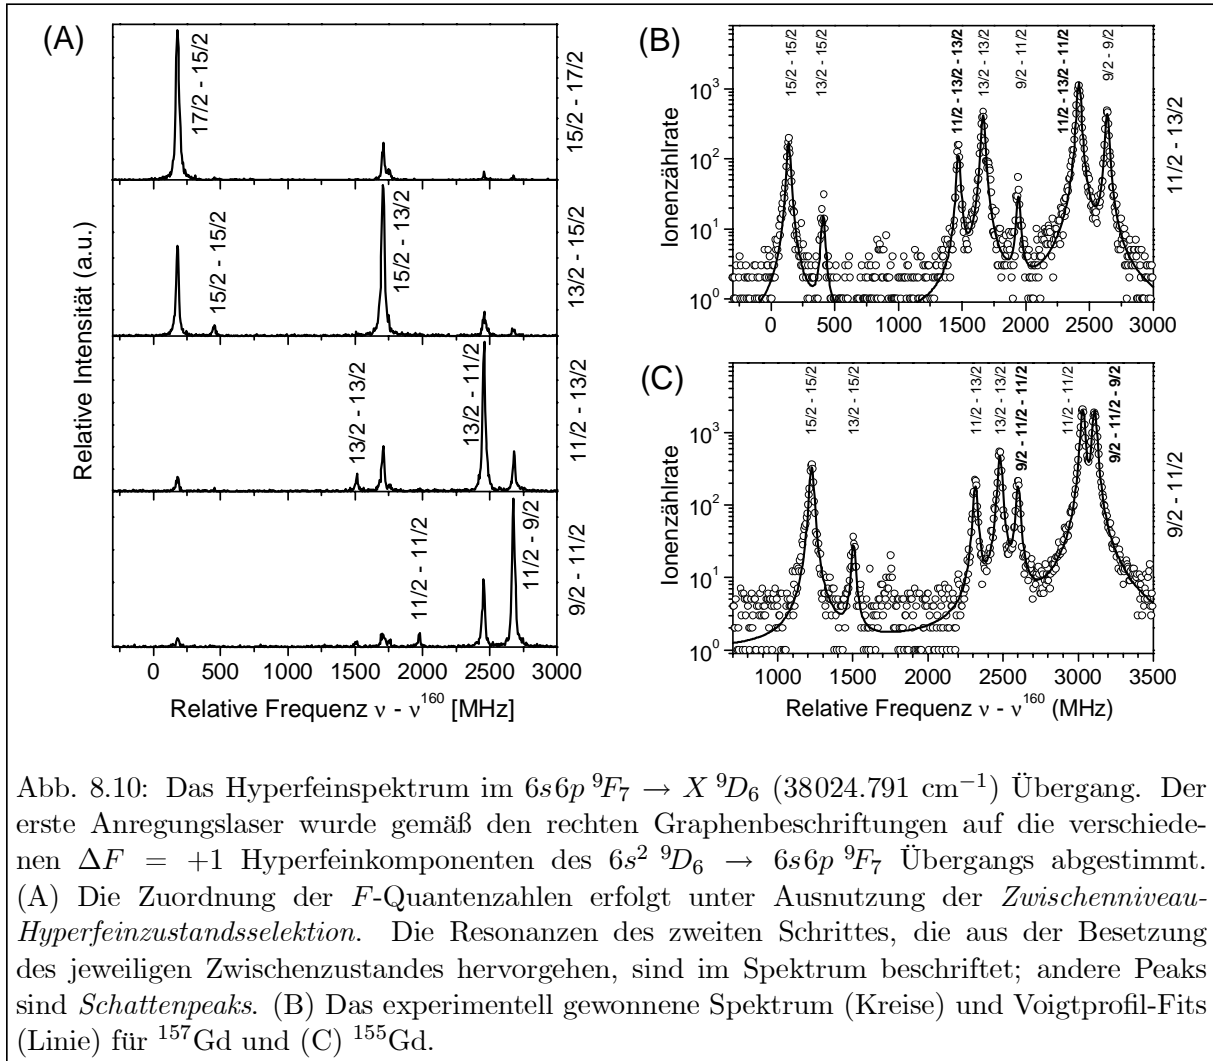 (A)
Relative Intensität (a.u.)
17/2 - 15/2
15/2 - 17/2
15/2 - 15/2
15/2 - 13/2
13/2 - 15/2
13/2 - 13/2
13/2 - 11/2
11/2 - 13/2
11/2 - 11/2
11/2 - 9/2
9/2 - 11/2
0 500 1000 1500 2000 2500 3000
Relative Frequenz ν - ν¹⁶⁰ [MHz]
(B)
Ionenzählrate
10³
10²
10¹
10⁰
15/2 - 15/2
13/2 - 15/2
11/2 - 13/2 - 13/2
13/2 - 13/2
9/2 - 11/2
11/2 - 13/2 - 11/2
9/2 - 9/2
11/2 - 13/2
0 500 1000 1500 2000 2500 3000
(C)
Ionenzählrate
10³
10²
10¹
10⁰
15/2 - 15/2
13/2 - 15/2
11/2 - 13/2
13/2 - 13/2
9/2 - 11/2 - 11/2
11/2 - 11/2
9/2 - 11/2 - 9/2
9/2 - 11/2
1000 1500 2000 2500 3000 3500
Relative Frequenz ν - ν¹⁶⁰ (MHz)
Abb. 8.10: Das Hyperfeinspektrum im 6s6p ⁹F₇ → X ⁹D₆ (38024.791 cm⁻¹) Übergang. Der
erste Anregungslaser wurde gemäß den rechten Graphenbeschriftungen auf die verschiede-
nen ΔF = +1 Hyperfeinkomponenten des 6s² ⁹D₆ → 6s6p ⁹F₇ Übergangs abgestimmt.
(A) Die Zuordnung der F-Quantenzahlen erfolgt unter Ausnutzung der Zwischenniveau-
Hyperfeinzustandsselektion. Die Resonanzen des zweiten Schrittes, die aus der Besetzung
des jeweiligen Zwischenzustandes hervorgehen, sind im Spektrum beschriftet; andere Peaks
sind Schattenpeaks. (B) Das experimentell gewonnene Spektrum (Kreise) und Voigtprofil-Fits
(Linie) für ¹⁵⁷Gd und (C) ¹⁵⁵Gd.